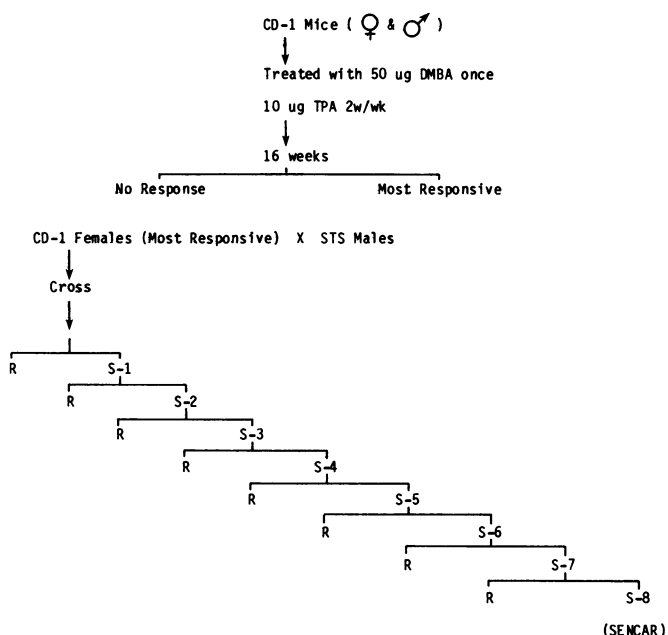 CD-1 Mice ( ♀ & ♂ )
Treated with 50 ug DMBA once
10 ug TPA 2w/wk
16 weeks
No Response Most Responsive
CD-1 Females (Most Responsive) X STS Males
Cross
R S-1
R S-2
R S-3
R S-4
R S-5
R S-6
R S-7
R S-8
(SENCAR)